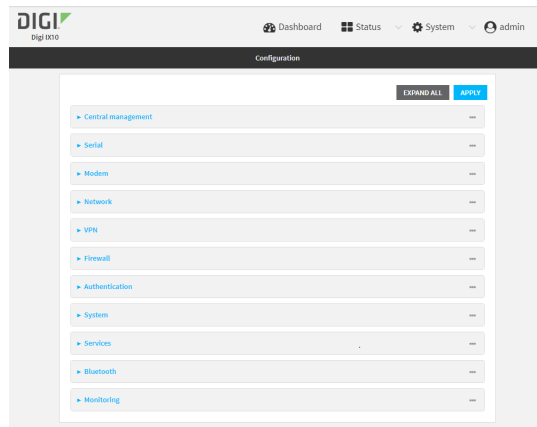 DIGI
Digi IX10
Dashboard Status System admin
Configuration
EXPAND ALL APPLY
Central management
Serial
Modem
Network
VPN
Firewall
Authentication
System
Services
Bluetooth
Monitoring